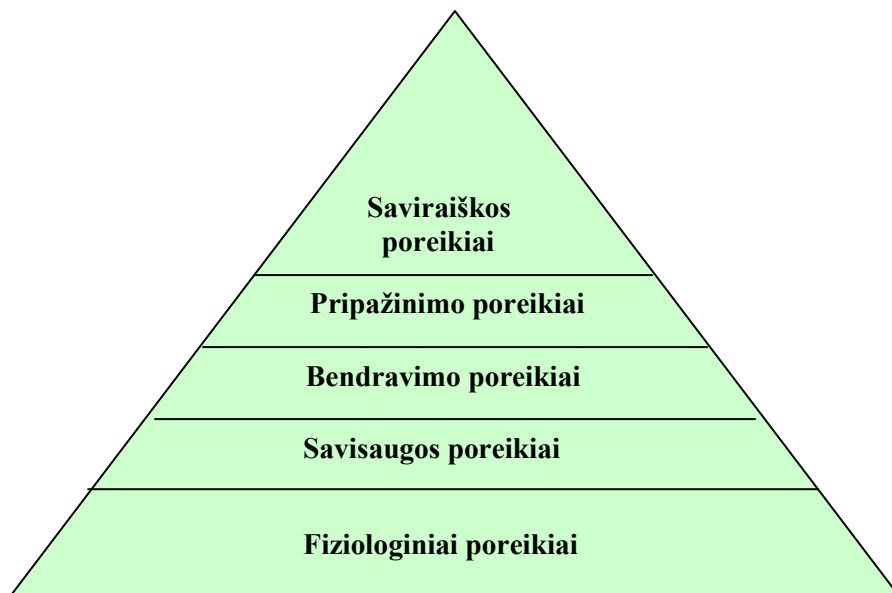 Saviraiškos
poreikiai
Pripažinimo poreikiai
Bendravimo poreikiai
Savisaugos poreikiai
Fiziologiniai poreikiai